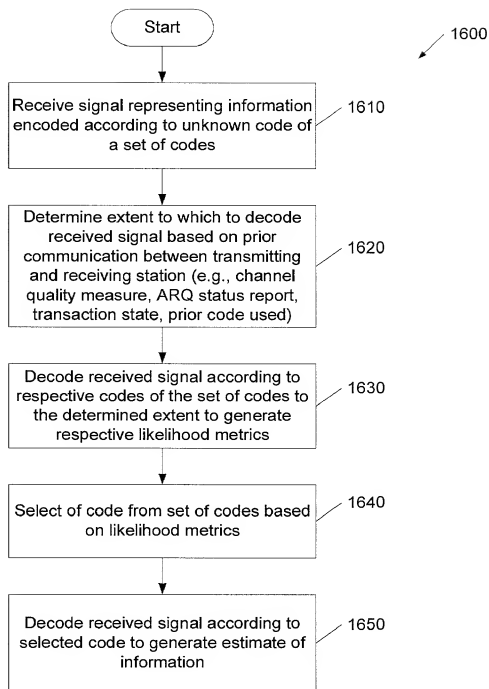 Start
1600
Receive signal representing information
encoded according to unknown code of
a set of codes
1610
Determine extent to which to decode
received signal based on prior
communication between transmitting
and receiving station (e.g., channel
quality measure, ARQ status report,
transaction state, prior code used)
1620
Decode received signal according to
respective codes of the set of codes to
the determined extent to generate
respective likelihood metrics
1630
Select of code from set of codes based
on likelihood metrics
1640
Decode received signal according to
selected code to generate estimate of
information
1650